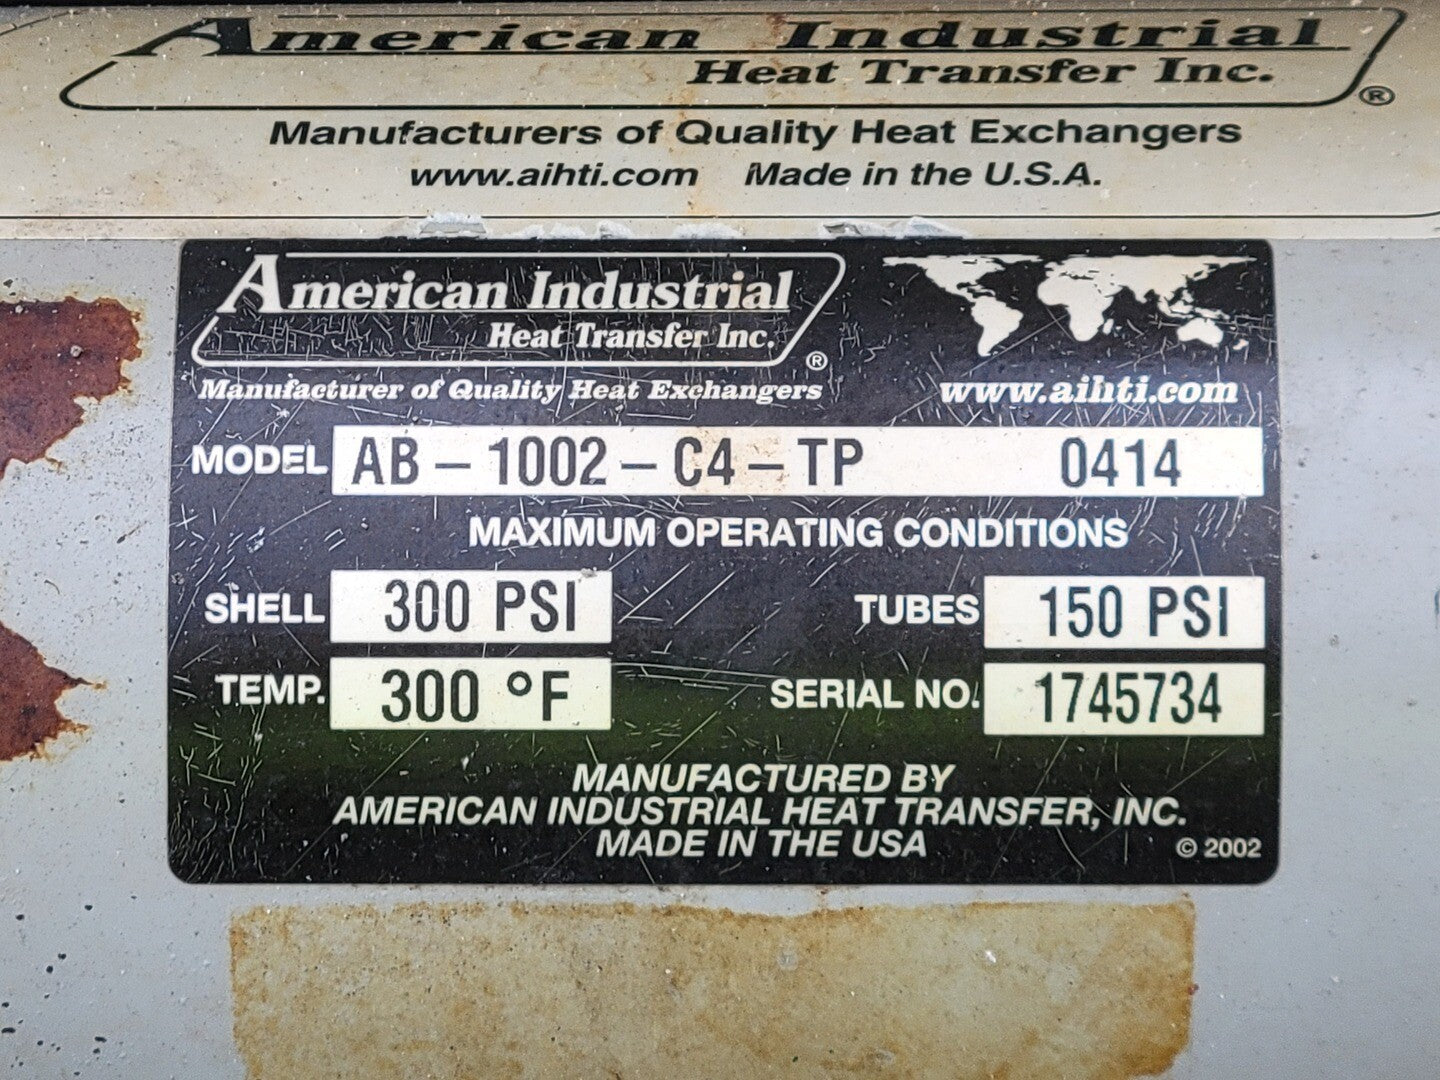 American Industrial
Heat Transfer Inc.
®
Manufacturers of Quality Heat Exchangers
www.aihti.com Made in the U.S.A.
American Industrial
Heat Transfer Inc.
®
Manufacturer of Quality Heat Exchangers www.aihti.com
MODEL AB – 1002 – C4 – TP 0414
MAXIMUM OPERATING CONDITIONS
SHELL 300 PSI TUBES 150 PSI
TEMP. 300 °F SERIAL NO. 1745734
MANUFACTURED BY
AMERICAN INDUSTRIAL HEAT TRANSFER, INC.
MADE IN THE USA © 2002